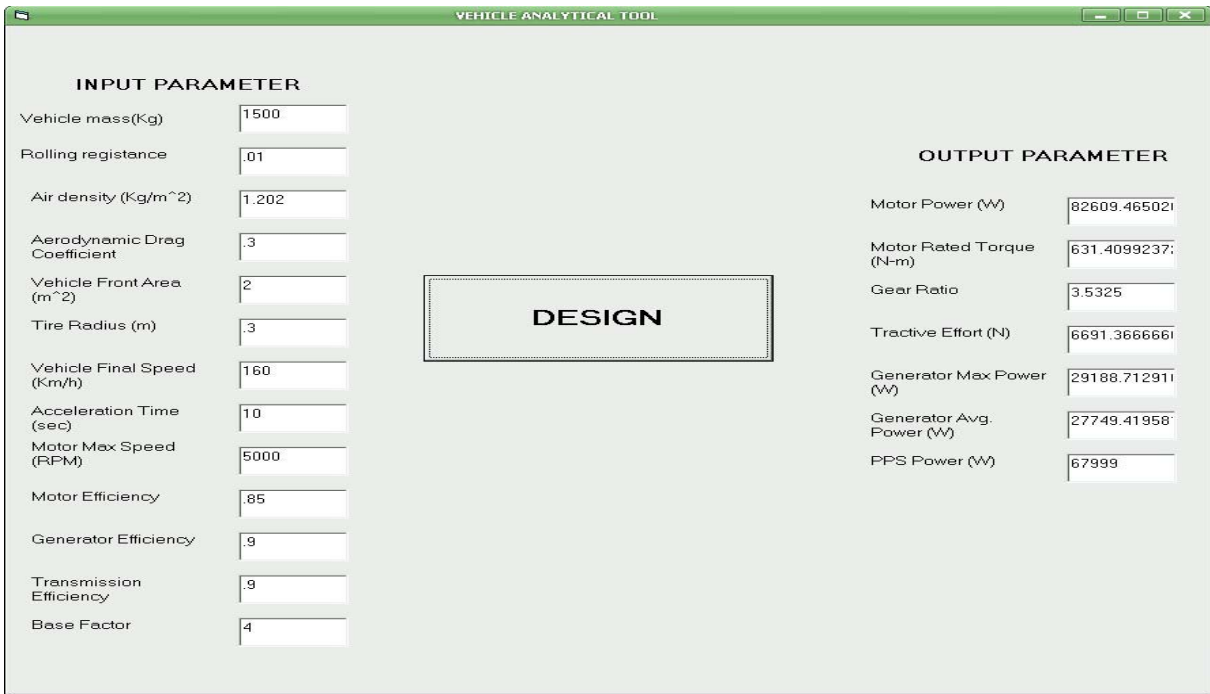 VEHICLE ANALYTICAL TOOL
INPUT PARAMETER
Vehicle mass(Kg)
1500
Rolling registance
.01
Air density (Kg/m^2)
1.202
Aerodynamic Drag
Coefficient
.3
Vehicle Front Area
(m^2)
2
Tire Radius (m)
.3
Vehicle Final Speed
(Km/h)
160
Acceleration Time
(sec)
10
Motor Max Speed
(RPM)
5000
Motor Efficiency
.85
Generator Efficiency
.9
Transmission
Efficiency
.9
Base Factor
4
DESIGN
OUTPUT PARAMETER
Motor Power (W)
82609.46502
Motor Rated Torque
(N-m)
631.4099237
Gear Ratio
3.5325
Tractive Effort (N)
6691.366666
Generator Max Power
(W)
29188.71291
Generator Avg.
Power (W)
27749.41958
PPS Power (W)
67999